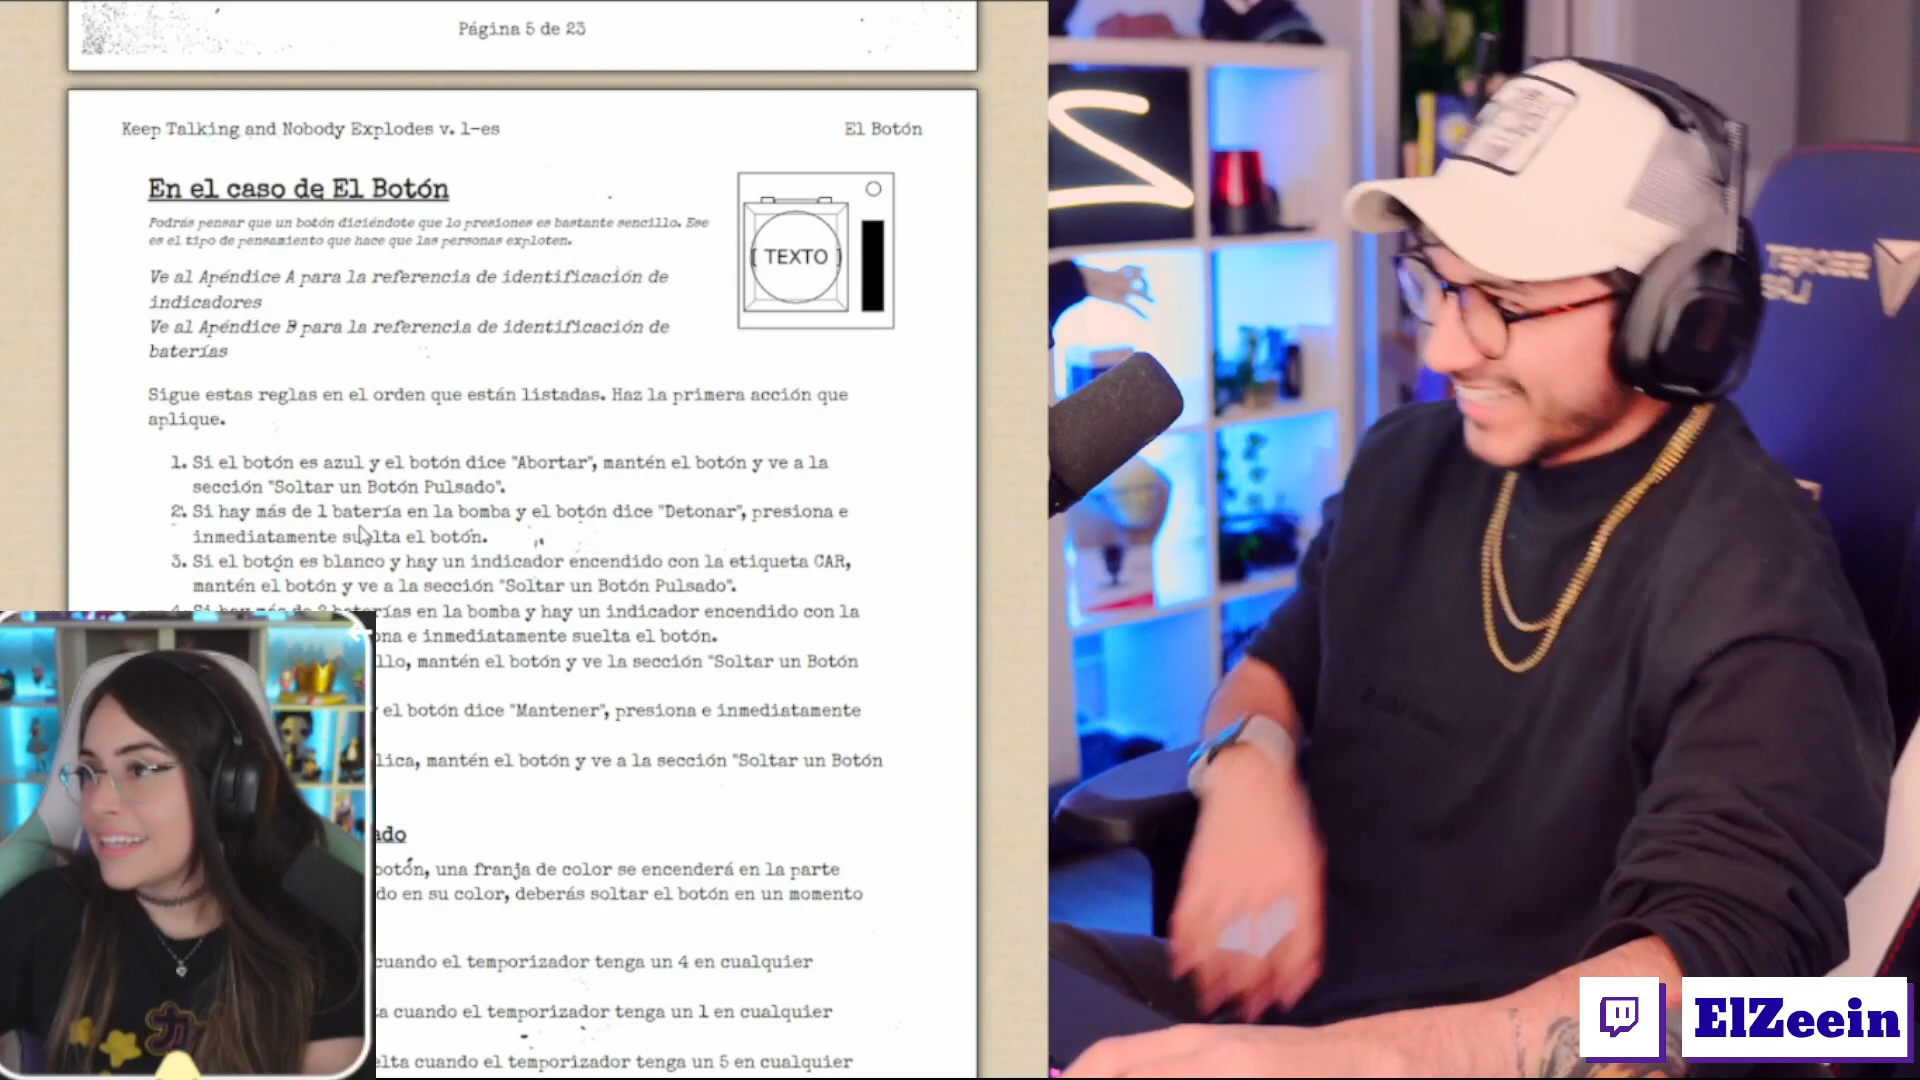 Página 5 de 23
Keep Talking and Nobody Explodes v. 1-es
El Botón
En el caso de El Botón
Podrás pensar que un botón diciéndote que lo presiones es bastante sencillo. Ese
es el tipo de pensamiento que hace que las personas exploten.
TEXTO
Ve al Apéndice A para la referencia de identificación de
indicadores
Ve al Apéndice B para la referencia de identificación de
baterías
Sigue estas reglas en el orden que están listadas. Haz la primera acción que
aplique.
1. Si el botón es azul y el botón dice "Abortar", mantén el botón y ve a la
sección "Soltar un Botón Pulsado".
2. Si hay más de 1 batería en la bomba y el botón dice "Detonar", presiona e
inmediatamente suelta el botón.
3. Si el botón es blanco y hay un indicador encendido con la etiqueta CAR,
mantén el botón y ve a la sección "Soltar un Botón Pulsado".
4. Si hay más de 2 baterías en la bomba y hay un indicador encendido con la
ona e inmediatamente suelta el botón.
llo, mantén el botón y ve la sección "Soltar un Botón
el botón dice "Mantener", presiona e inmediatamente
lica, mantén el botón y ve a la sección "Soltar un Botón
ado
botón, una franja de color se encenderá en la parte
do en su color, deberás soltar el botón en un momento
cuando el temporizador tenga un 4 en cualquier
ta cuando el temporizador tenga un 1 en cualquier
elta cuando el temporizador tenga un 5 en cualquier
ElZeein